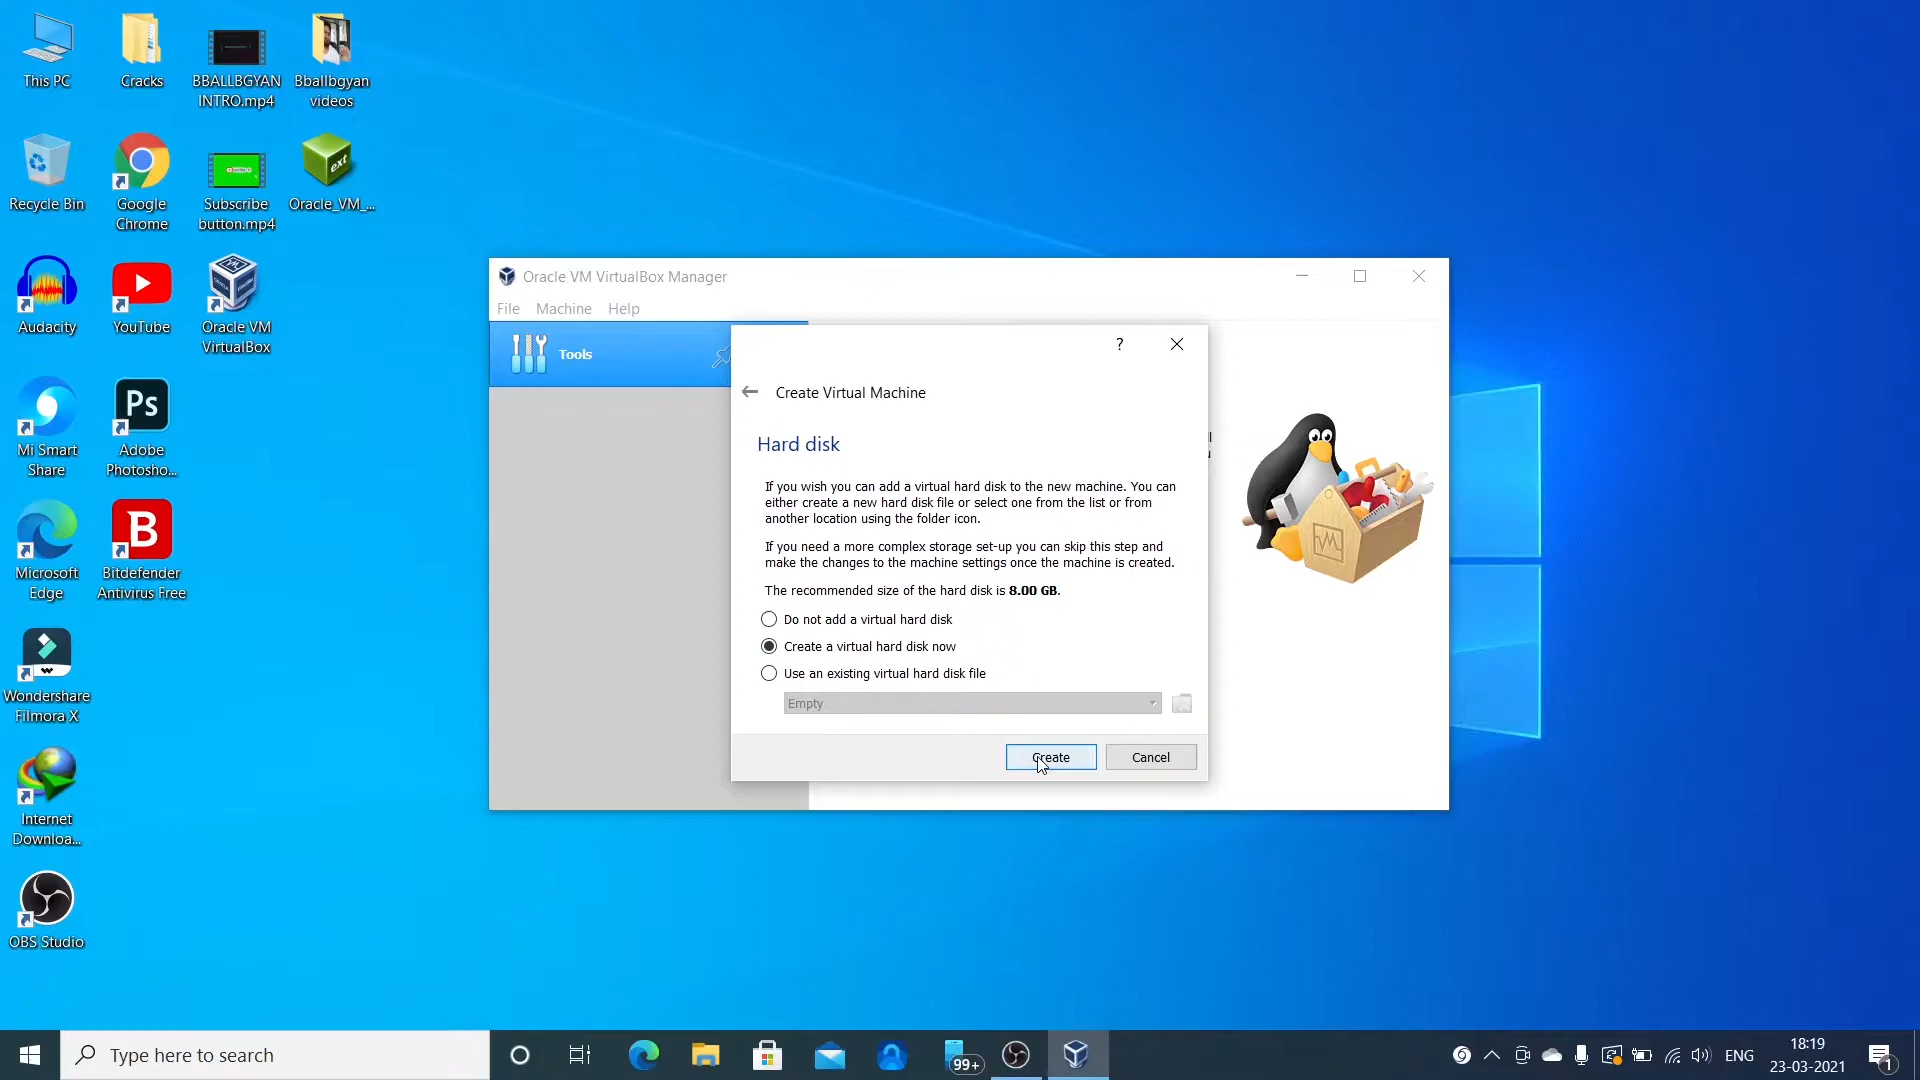 This PC
Cracks
BBALLBGYAN
INTRO.mp4
Bballbgyan
videos
Recycle Bin
Google
Chrome
Subscribe
button.mp4
ext
Oracle_VM_...
Audacity
YouTube
Oracle VM
VirtualBox
Mi Smart
Share
Ps
Adobe
Photosho...
Microsoft
Edge
B
Bitdefender
Antivirus Free
Wondershare
Filmora X
Internet
Downloa...
OBS Studio
Oracle VM VirtualBox Manager
File Machine Help
Tools
?
Create Virtual Machine
Hard disk
If you wish you can add a virtual hard disk to the new machine. You can
either create a new hard disk file or select one from the list or from
another location using the folder icon.
If you need a more complex storage set-up you can skip this step and
make the changes to the machine settings once the machine is created.
The recommended size of the hard disk is 8.00 GB.
Do not add a virtual hard disk
Create a virtual hard disk now
Use an existing virtual hard disk file
Empty
Create
Cancel
Type here to search
99+
ENG
18:19
23-03-2021
1